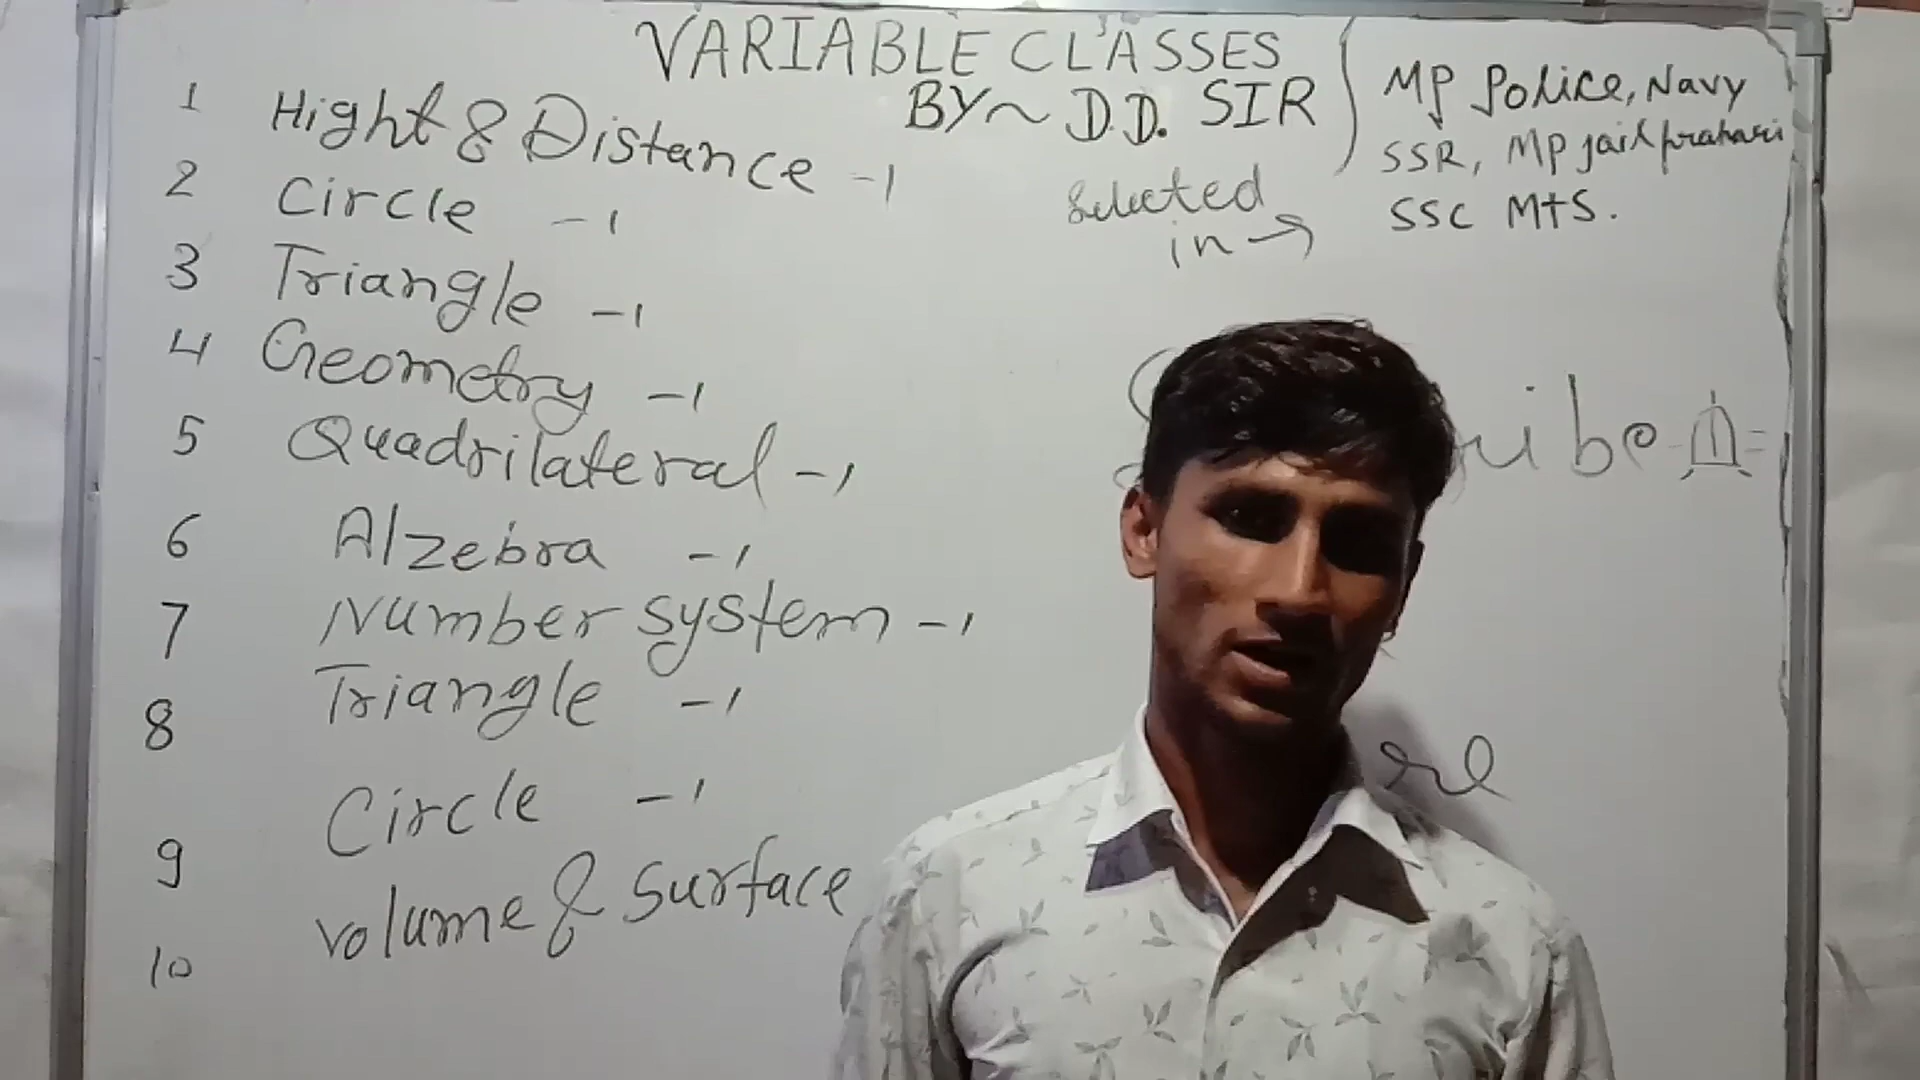 VARIABLE CLASSES
BY~ D.D. SIR
Selected
in →
MP Police, Navy
SSR, MP jail prahari
SSC MtS.
1 Hight & Distance -1
2 Circle -1
3 Triangle -1
4 Geometry -1
5 Quadrilateral -1
6 Alzebra -1
7 Number system -1
8 Triangle -1
9 Circle -1
10 Volume & Surface